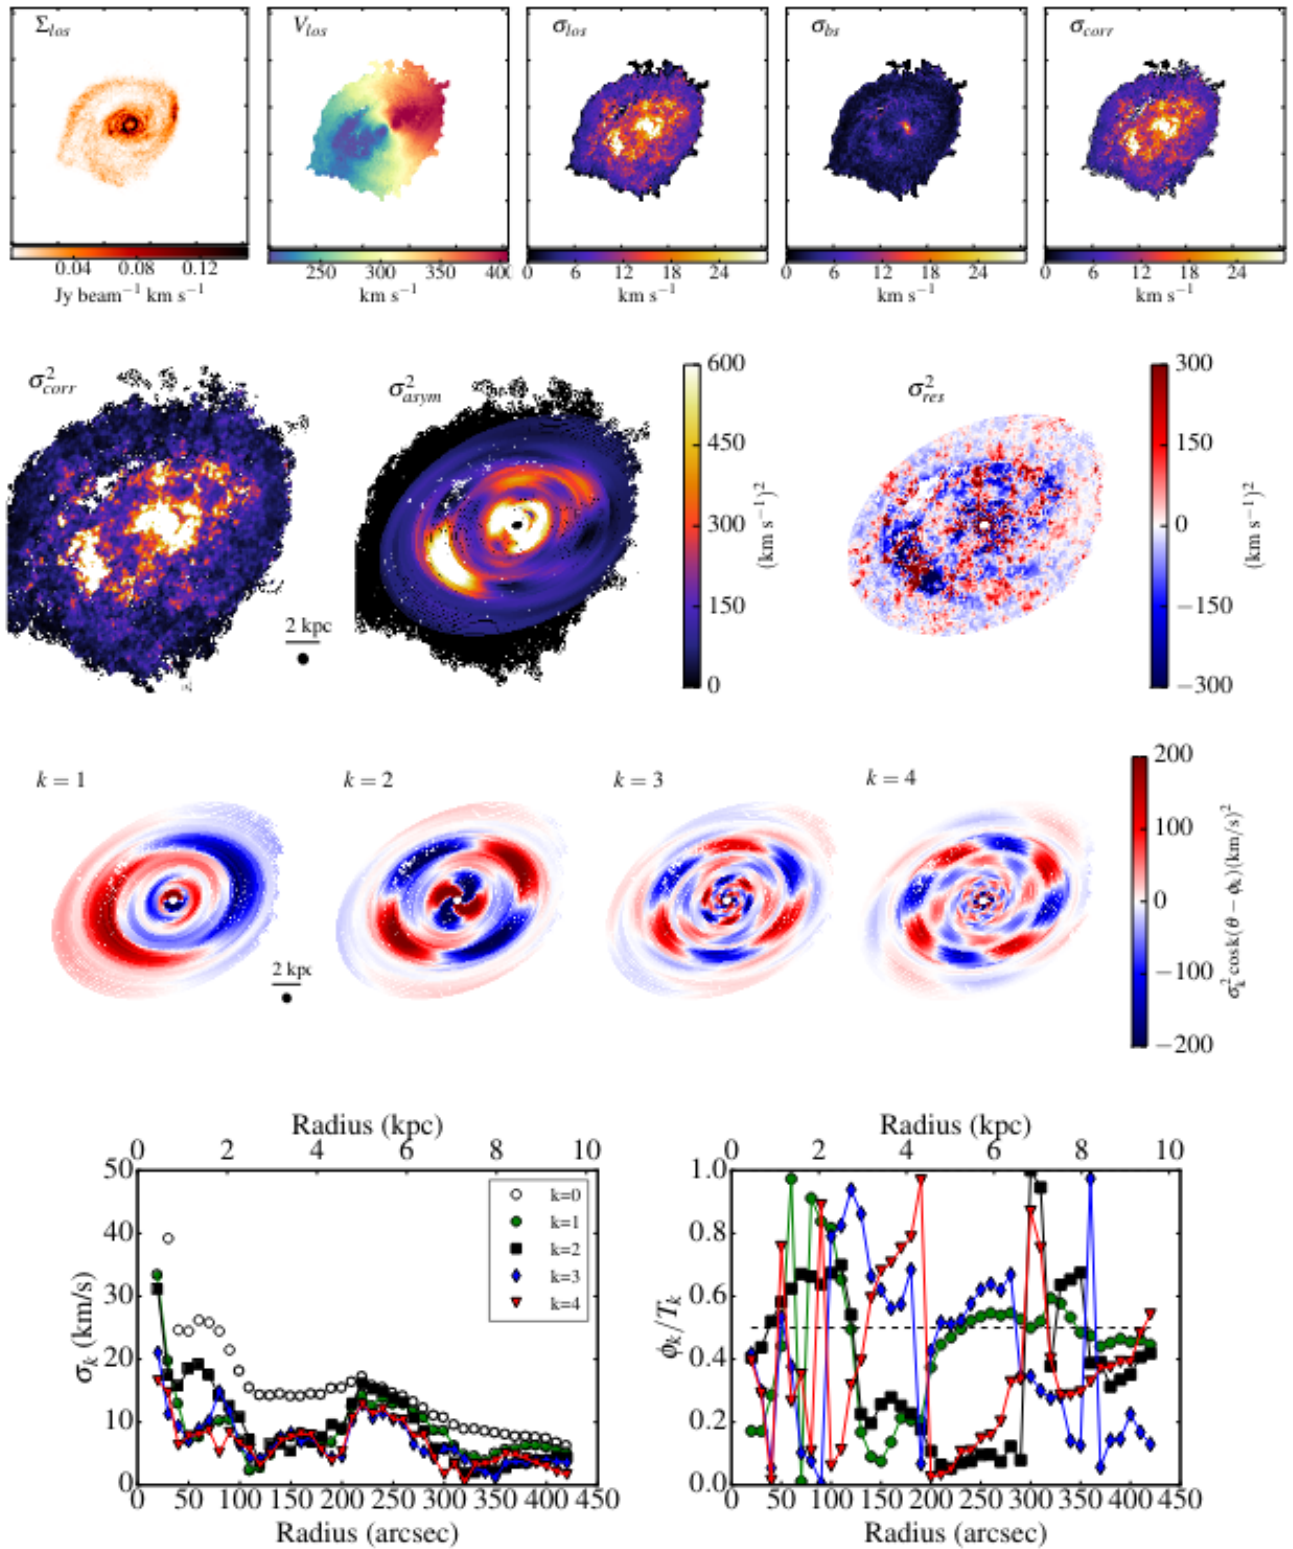 Σlos
Vlos
σlos
σbs
σcorr
0.04 0.08 0.12
250 300 350 400
0 6 12 18 24
0 6 12 18 24
0 6 12 18 24
Jy beam⁻¹ km s⁻¹
km s⁻¹
km s⁻¹
km s⁻¹
km s⁻¹
σ²corr
σ²asym
σ²res
2 kpc
600
450
300
150
0
(km s⁻¹)²
300
150
0
−150
−300
(km s⁻¹)²
k = 1
k = 2
k = 3
k = 4
2 kpc
200
100
0
−100
−200
σ²k cosk(θ − ϕk)(km/s)²
Radius (kpc)
0 2 4 6 8 10
50
40
30
20
10
0
σk (km/s)
k=0
k=1
k=2
k=3
k=4
0 50 100 150 200 250 300 350 400 450
Radius (arcsec)
Radius (kpc)
0 2 4 6 8 10
1.0
0.8
0.6
0.4
0.2
0.0
ϕk/Tk
0 50 100 150 200 250 300 350 400 450
Radius (arcsec)